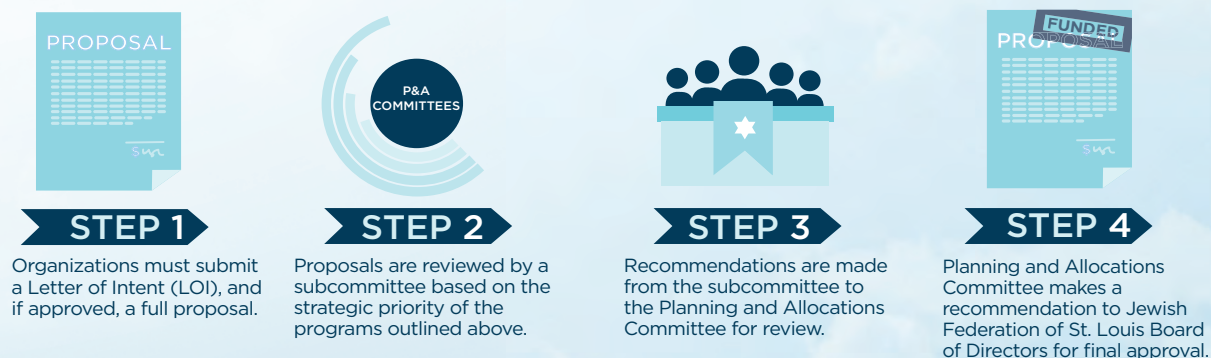 PROPOSAL
P&A
COMMITTEES
FUNDED
PROPOSAL
STEP 1
Organizations must submit
a Letter of Intent (LOI), and
if approved, a full proposal.
STEP 2
Proposals are reviewed by a
subcommittee based on the
strategic priority of the
programs outlined above.
STEP 3
Recommendations are made
from the subcommittee to
the Planning and Allocations
Committee for review.
STEP 4
Planning and Allocations
Committee makes a
recommendation to Jewish
Federation of St. Louis Board
of Directors for final approval.